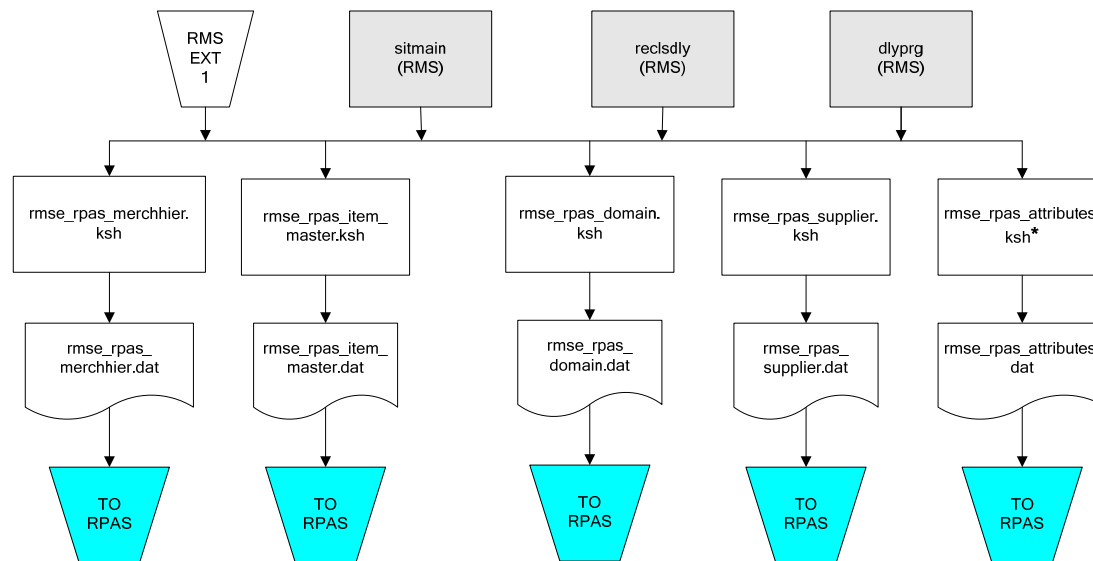 RMS
EXT
1
sitmain
(RMS)
reclsdly
(RMS)
dlyprg
(RMS)
rmse_rpas_merchhier.
ksh
rmse_rpas_item_
master.ksh
rmse_rpas_domain.
ksh
rmse_rpas_supplier.
ksh
rmse_rpas_attributes
ksh*
rmse_rpas_
merchhier.dat
rmse_rpas_item_
master.dat
rmse_rpas_
domain.dat
rmse_rpas_
supplier.dat
rmse_rpas_attributes
dat
TO
RPAS
TO
RPAS
TO
RPAS
TO
RPAS
TO
RPAS